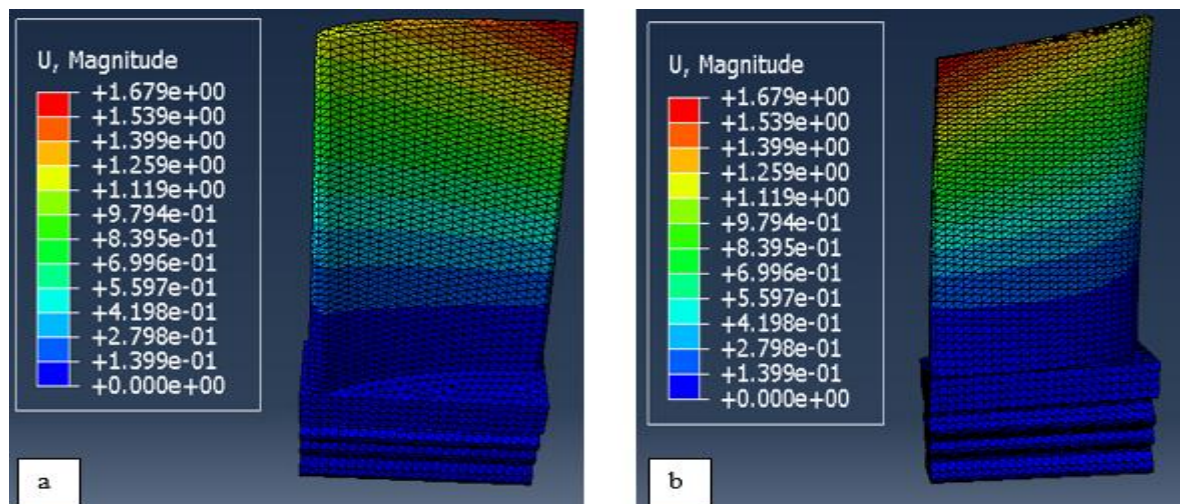 U, Magnitude
+1.679e+00
+1.539e+00
+1.399e+00
+1.259e+00
+1.119e+00
+9.794e-01
+8.395e-01
+6.996e-01
+5.597e-01
+4.198e-01
+2.798e-01
+1.399e-01
+0.000e+00
a
U, Magnitude
+1.679e+00
+1.539e+00
+1.399e+00
+1.259e+00
+1.119e+00
+9.794e-01
+8.395e-01
+6.996e-01
+5.597e-01
+4.198e-01
+2.798e-01
+1.399e-01
+0.000e+00
b